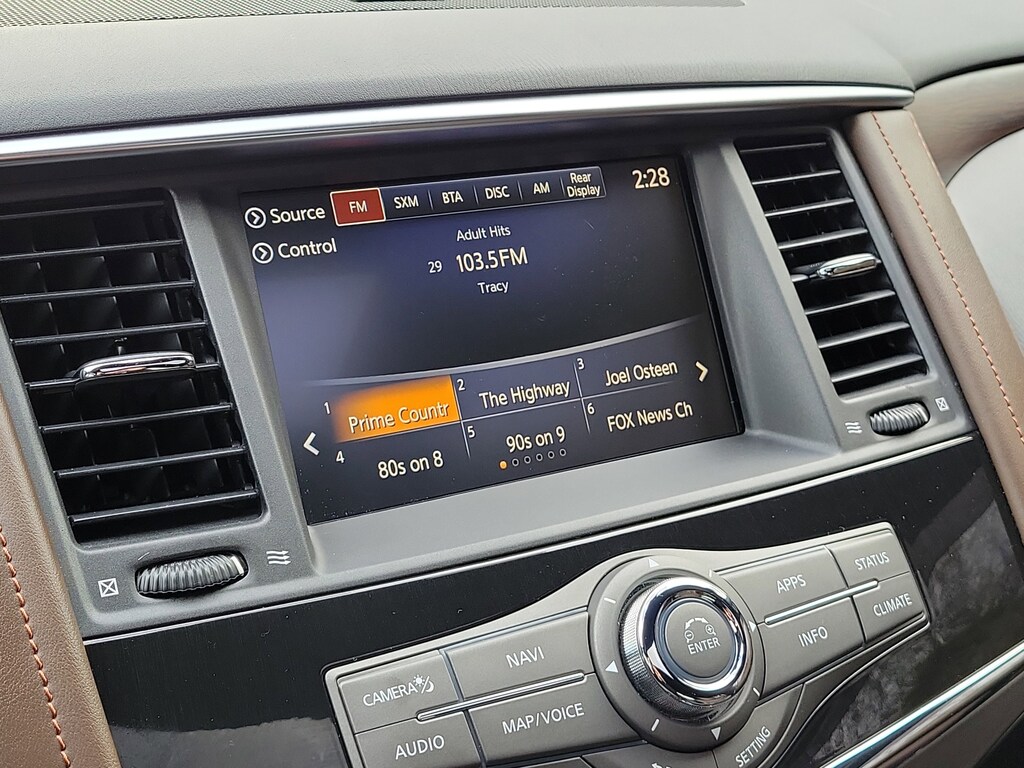 Source
FM
SXM
BTA
DISC
AM
Rear
Display
2:28
Control
Adult Hits
29 103.5FM
Tracy
1 Prime Countr
2 The Highway
3 Joel Osteen
4 80s on 8
5 90s on 9
6 FOX News Ch
CAMERA
NAVI
ENTER
APPS
STATUS
AUDIO
MAP/VOICE
INFO
CLIMATE
SETTING